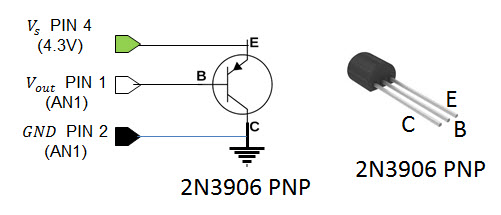 Vs PIN 4
(4.3V)
E
Vout PIN 1
(AN1)
B
GND PIN 2
(AN1)
C
2N3906 PNP
E
B
C
2N3906 PNP